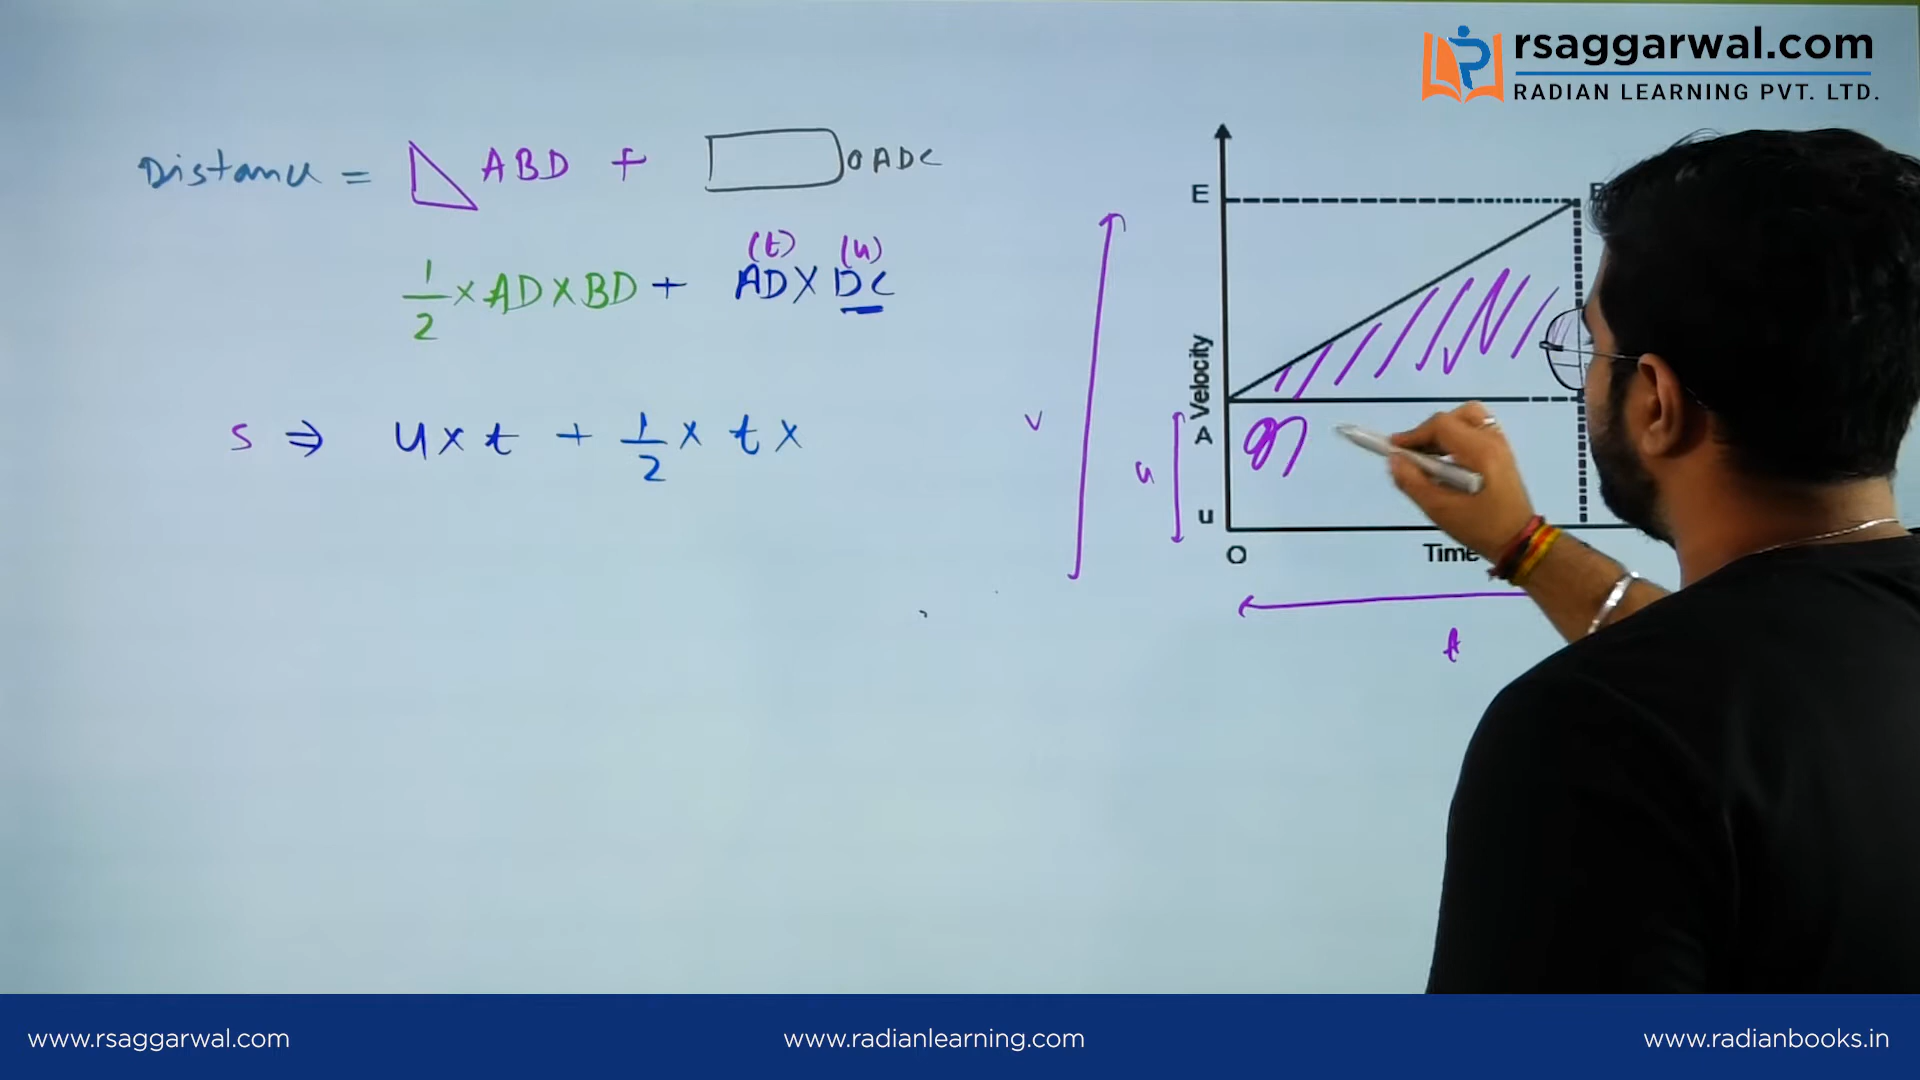 rsaggarwal.com
RADIAN LEARNING PVT. LTD.
Distance = ABD + OADC
(t) (u)
1/2 × AD × BD + AD × DC
s ⇒ u × t + 1/2 × t ×
E
Velocity
v
A
u
u
O
Time
t
www.rsaggarwal.com
www.radianlearning.com
www.radianbooks.in